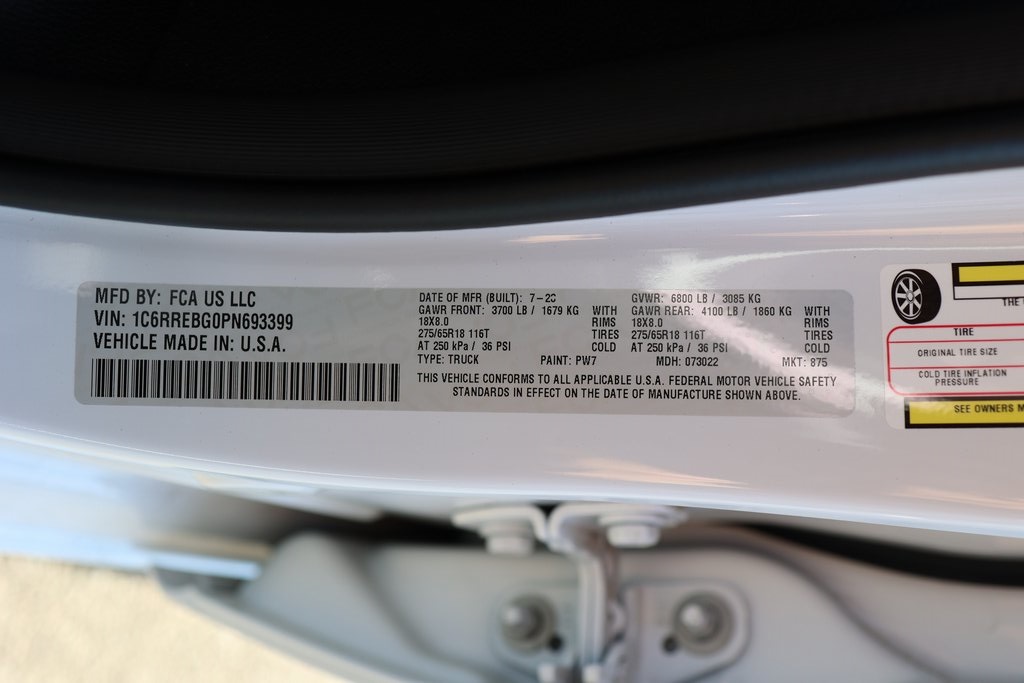 MFD BY: FCA US LLC
VIN: 1C6RREBG0PN693399
VEHICLE MADE IN: U.S.A.
DATE OF MFR (BUILT): 7-23
GAWR FRONT: 3700 LB / 1679 KG WITH
18X8.0 RIMS
275/65R18 116T TIRES
AT 250 kPa / 36 PSI COLD
TYPE: TRUCK PAINT: PW7
GVWR: 6800 LB / 3085 KG
GAWR REAR: 4100 LB / 1860 KG WITH
18X8.0 RIMS
275/65R18 116T TIRES
AT 250 kPa / 36 PSI COLD
MDH: 073022 MKT: 875
THIS VEHICLE CONFORMS TO ALL APPLICABLE U.S.A. FEDERAL MOTOR VEHICLE SAFETY
STANDARDS IN EFFECT ON THE DATE OF MANUFACTURE SHOWN ABOVE.
THE
TIRE
ORIGINAL TIRE SIZE
COLD TIRE INFLATION
PRESSURE
SEE OWNERS M